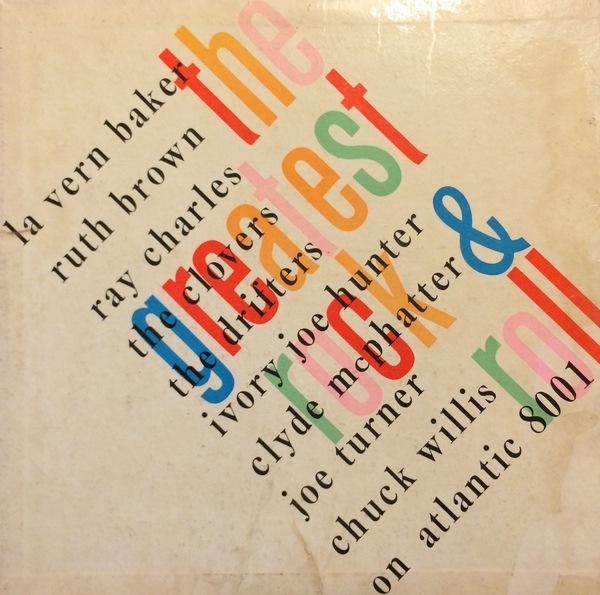 the
greatest
rock &
roll
la vern baker
ruth brown
ray charles
the clovers
the drifters
ivory joe hunter
clyde mcphatter
joe turner
chuck willis
on atlantic 8001